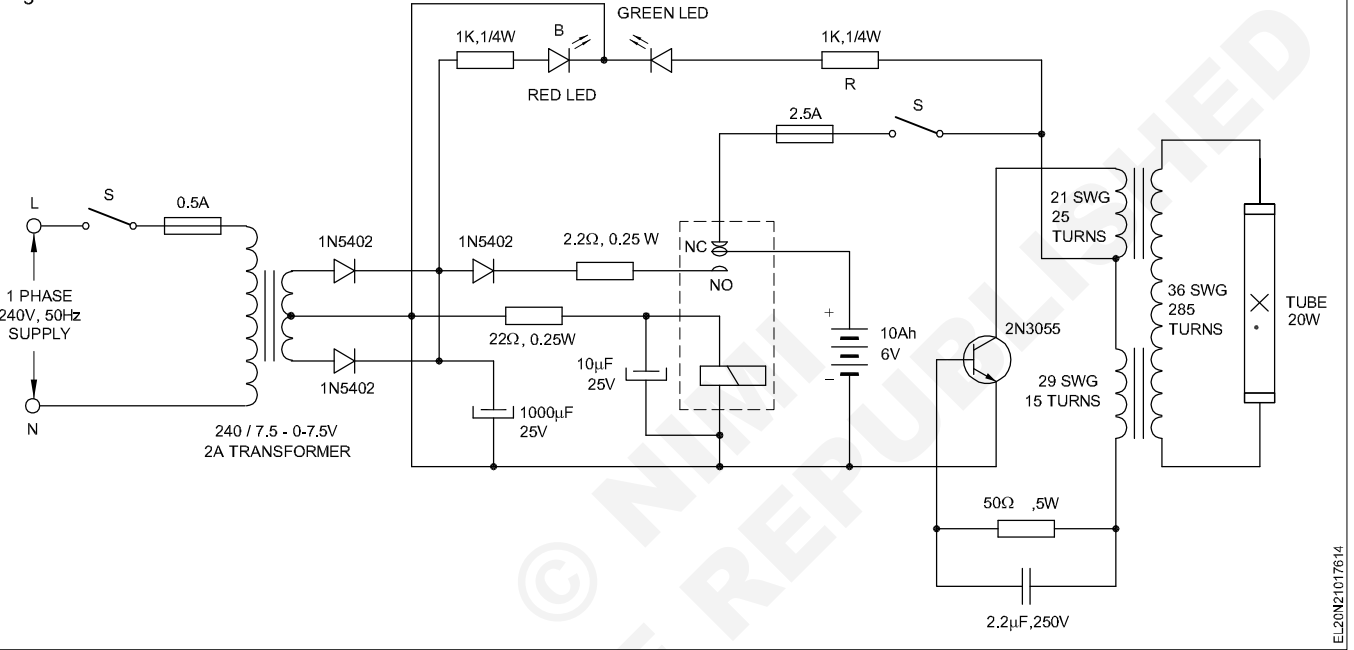 GREEN LED
1K,1/4W
B
1K,1/4W
RED LED
R
2.5A
S
L
S
0.5A
21 SWG
25
TURNS
1N5402
1N5402
2.2Ω, 0.25 W
NC
NO
1 PHASE
240V, 50Hz
SUPPLY
36 SWG
285
TURNS
TUBE
20W
+
10Ah
6V
−
2N3055
22Ω, 0.25W
10µF
25V
1N5402
29 SWG
15 TURNS
N
1000µF
25V
240 / 7.5 - 0-7.5V
2A TRANSFORMER
50Ω ,5W
2.2µF,250V
EL20N21017614
© NIMI
REPUBLISHED